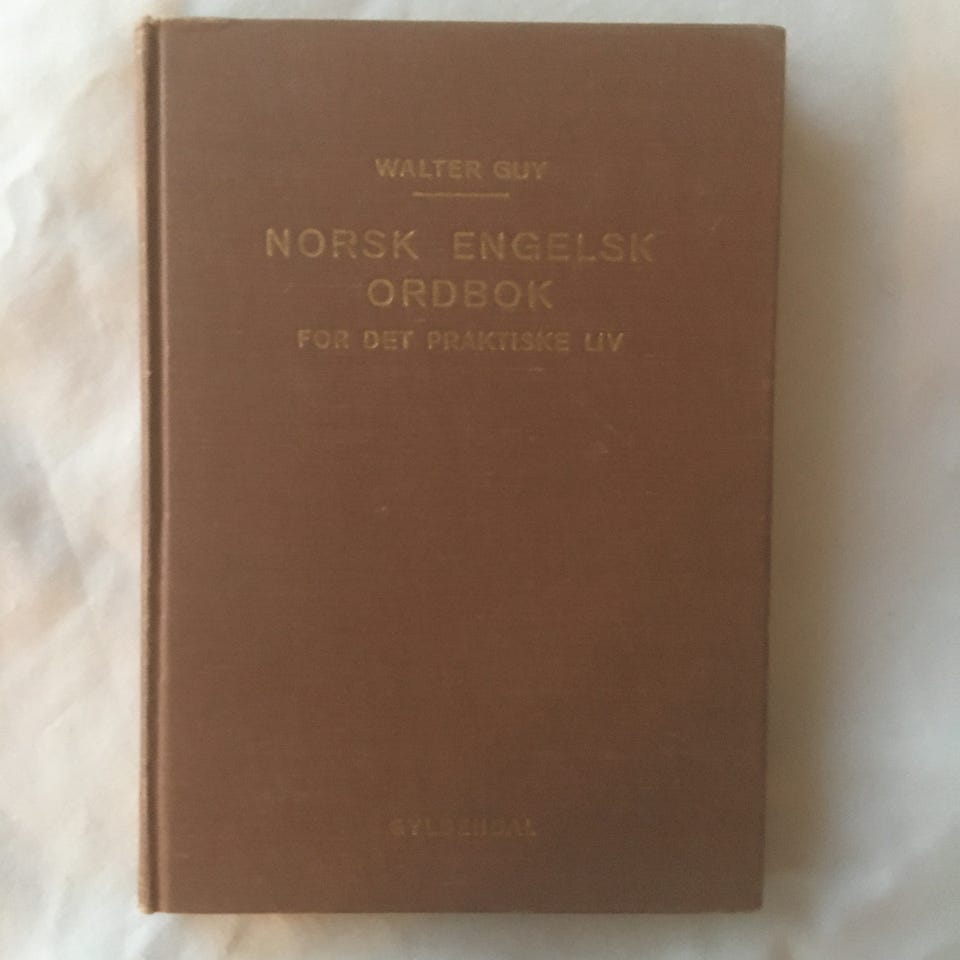 WALTER GUY
NORSK ENGELSK
ORDBOK
FOR DET PRAKTISKE LIV
GYLDENDAL